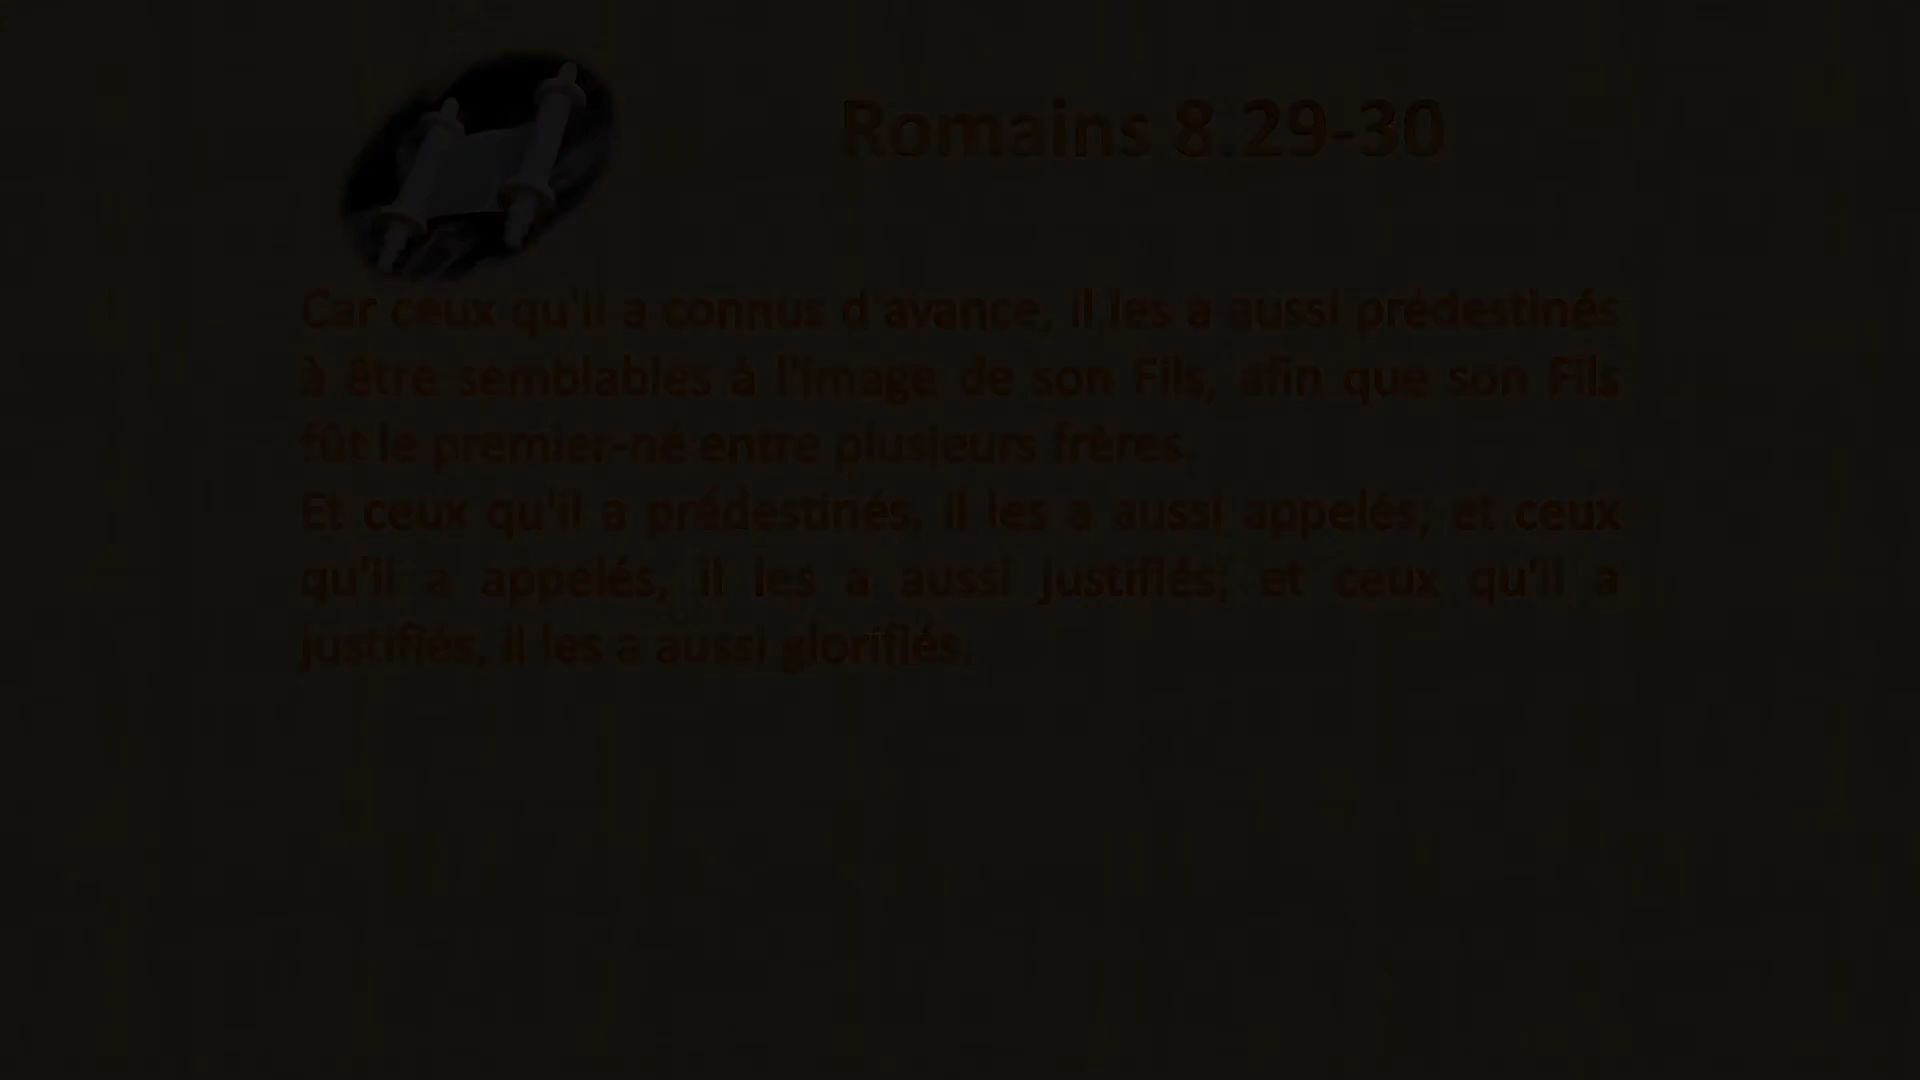 Romains 8.29-30
Car ceux qu'il a connus d'avance, il les a aussi prédestinés
à être semblables à l'image de son Fils, afin que son Fils
fût le premier-né entre plusieurs frères.
Et ceux qu'il a prédestinés, il les a aussi appelés; et ceux
qu'il a appelés, il les a aussi justifiés; et ceux qu'il a
justifiés, il les a aussi glorifiés.